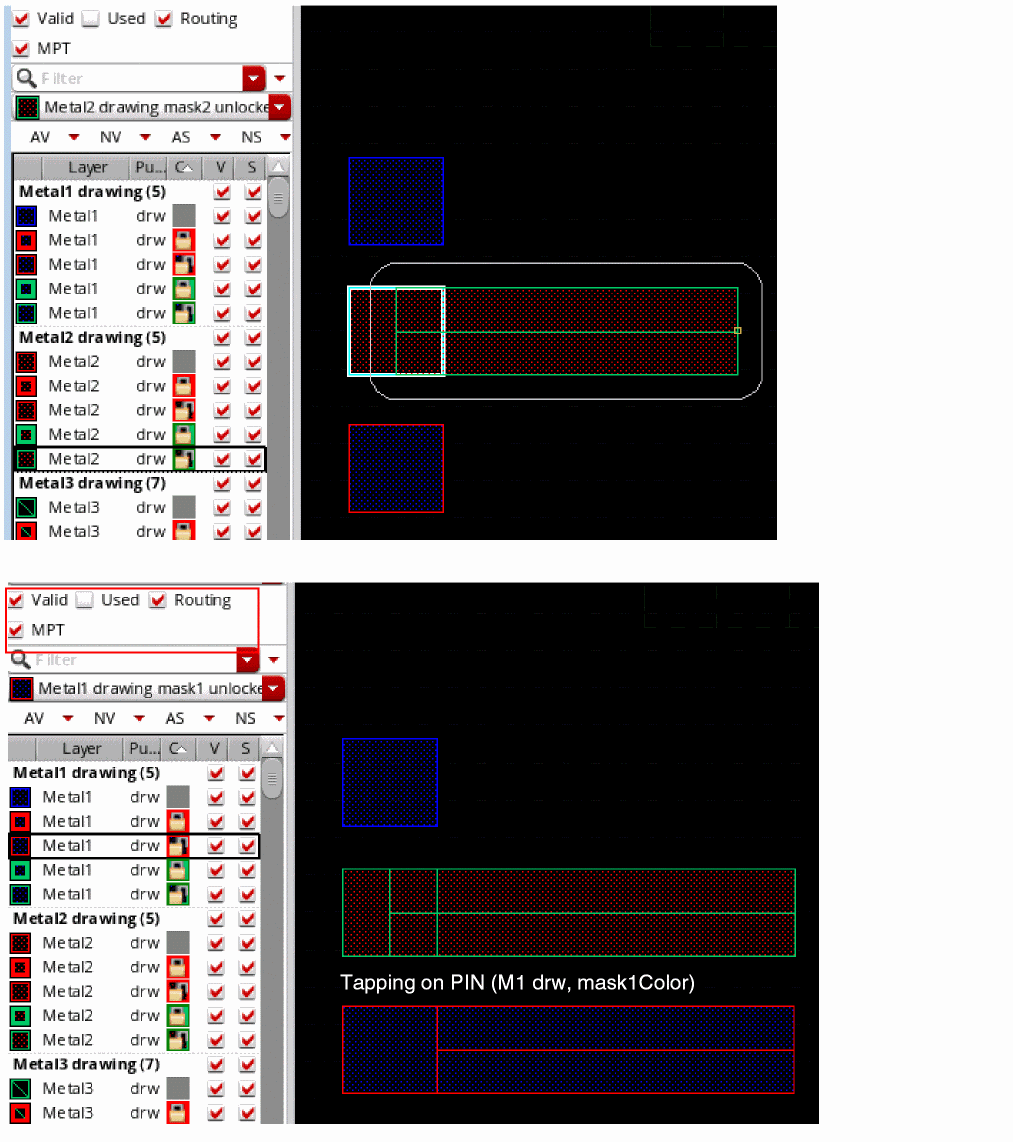 Valid Used Routing
MPT
Filter
Metal2 drawing mask2 unlocke
AV NV AS NS
Layer Pu... C V S
Metal1 drawing (5)
Metal1 drw
Metal1 drw
Metal1 drw
Metal1 drw
Metal1 drw
Metal2 drawing (5)
Metal2 drw
Metal2 drw
Metal2 drw
Metal2 drw
Metal2 drw
Metal3 drawing (7)
Metal3 drw
Metal3 drw
Valid Used Routing
MPT
Filter
Metal1 drawing mask1 unlocke
AV NV AS NS
Layer Pu... C V S
Metal1 drawing (5)
Metal1 drw
Metal1 drw
Metal1 drw
Metal1 drw
Metal1 drw
Metal2 drawing (5)
Metal2 drw
Metal2 drw
Metal2 drw
Metal2 drw
Metal2 drw
Metal3 drawing (7)
Metal3 drw
Metal3 drw
Tapping on PIN (M1 drw, mask1Color)